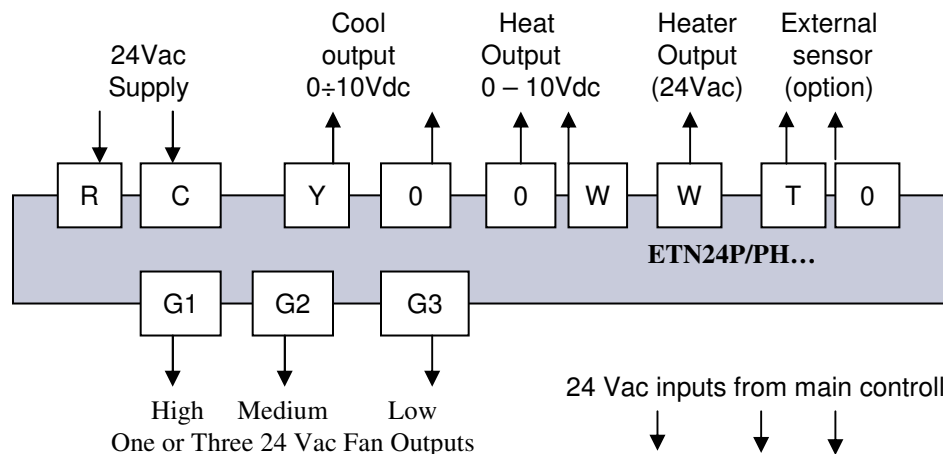 24Vac
Supply
Cool
output
0÷10Vdc
Heat
Output
0 – 10Vdc
Heater
Output
(24Vac)
External
sensor
(option)
R C Y 0 0 W W T 0
ETN24P/PH…
G1 G2 G3
High Medium Low
One or Three 24 Vac Fan Outputs
24 Vac inputs from main controll